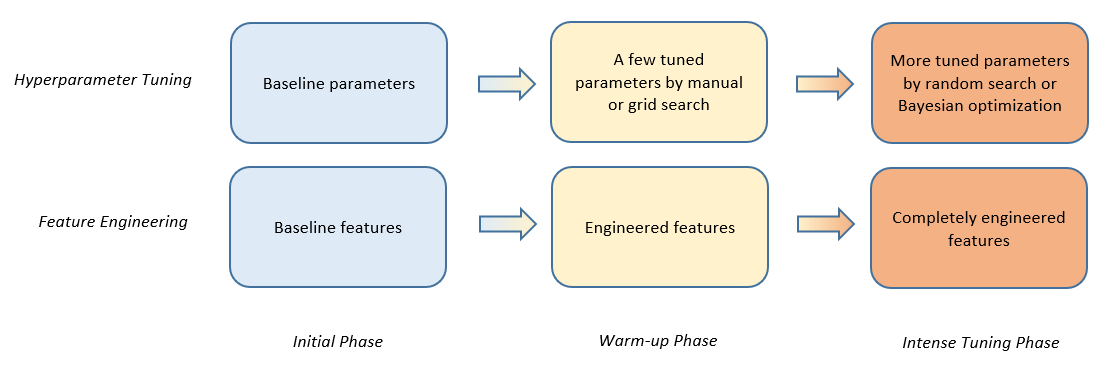 Hyperparameter Tuning
Baseline parameters
A few tuned
parameters by manual
or grid search
More tuned parameters
by random search or
Bayesian optimization
Feature Engineering
Baseline features
Engineered features
Completely engineered
features
Initial Phase
Warm-up Phase
Intense Tuning Phase